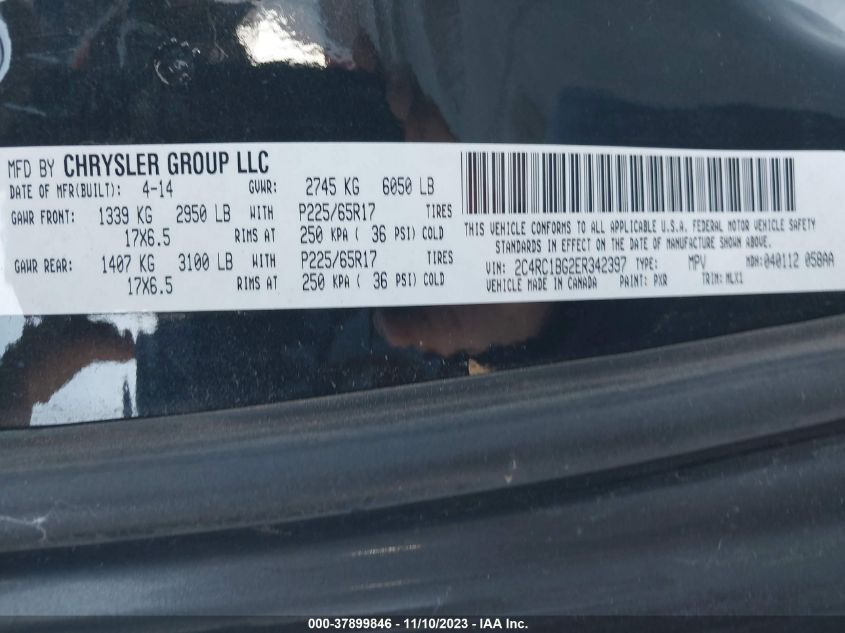 MFD BY CHRYSLER GROUP LLC
DATE OF MFR(BUILT): 4-14 GVWR: 2745 KG 6050 LB
GAWR FRONT: 1339 KG 2950 LB WITH P225/65R17 TIRES
17X6.5 RIMS AT 250 KPA ( 36 PSI) COLD
GAWR REAR: 1407 KG 3100 LB WITH P225/65R17 TIRES
17X6.5 RIMS AT 250 KPA ( 36 PSI) COLD
THIS VEHICLE CONFORMS TO ALL APPLICABLE U.S.A. FEDERAL MOTOR VEHICLE SAFETY
STANDARDS IN EFFECT ON THE DATE OF MANUFACTURE SHOWN ABOVE.
VIN: 2C4RC1BG2ER342397 TYPE: MPV MDH: 040112 058AA
VEHICLE MADE IN CANADA PAINT: PXR TRIM: MLX1
000-37899846 — 11/10/2023 — IAA Inc.